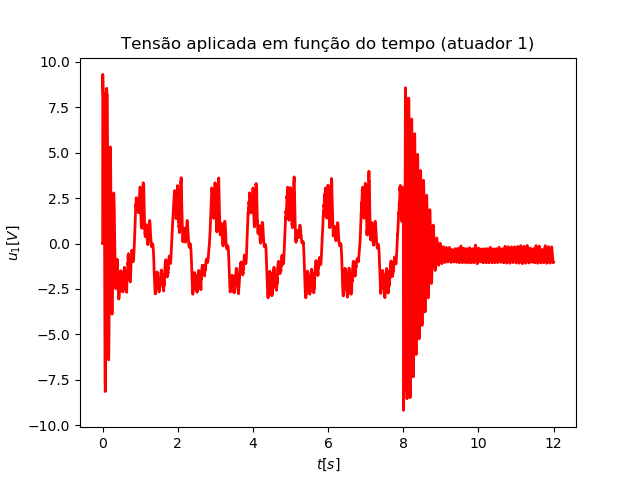 Tensão aplicada em função do tempo (atuador 1)
10.0
7.5
5.0
2.5
0.0
−2.5
−5.0
−7.5
−10.0
u₁[V]
0 2 4 6 8 10 12
t[s]